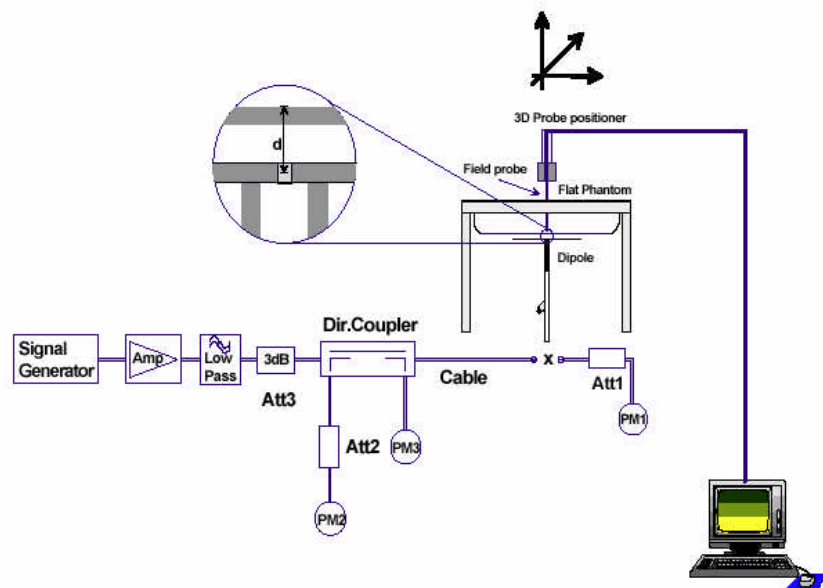 3D Probe positioner
d
Field probe
Flat Phantom
Dipole
Dir.Coupler
Signal
Generator
Amp
Low
Pass
3dB
Att3
Cable
x
Att1
PM1
Att2
PM3
PM2